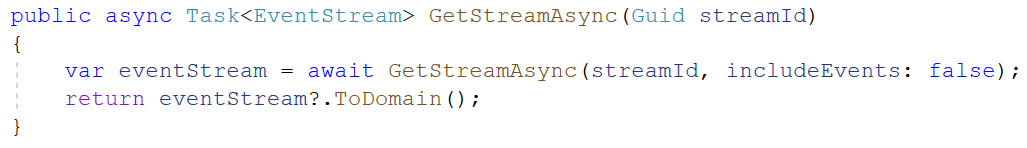 public async Task<EventStream> GetStreamAsync(Guid streamId)
{
    var eventStream = await GetStreamAsync(streamId, includeEvents: false);
    return eventStream?.ToDomain();
}